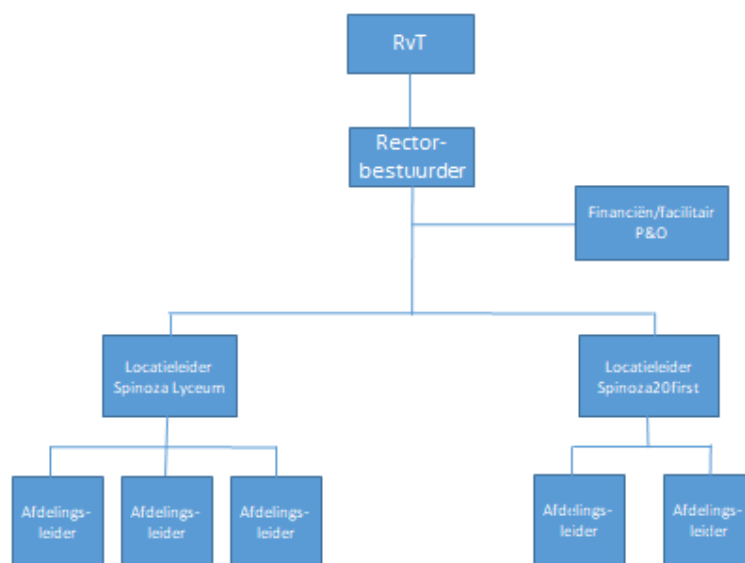 RvT
Rector-
bestuurder
Financiën/facilitair
P&O
Locatieleider
Spinoza Lyceum
Locatieleider
Spinoza20first
Afdelings-
leider
Afdelings-
leider
Afdelings-
leider
Afdelings-
leider
Afdelings-
leider